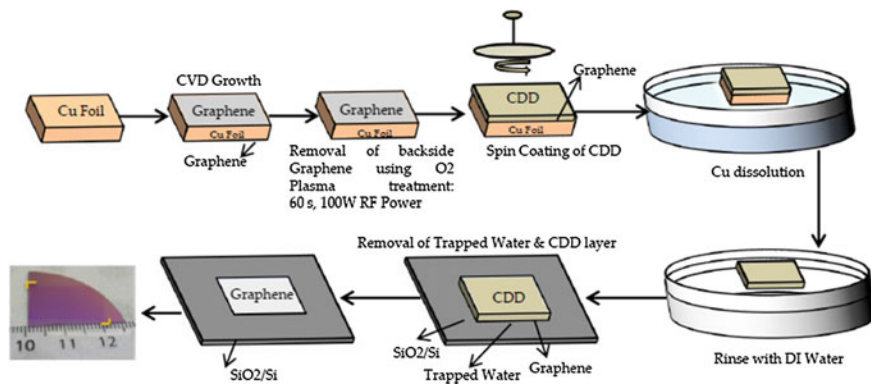 CVD Growth
Cu Foil
Graphene
Cu Foil
Graphene
Graphene
Cu Foil
Removal of backside
Graphene using O2
Plasma treatment:
60 s, 100W RF Power
Graphene
CDD
Cu Foil
Spin Coating of CDD
Cu dissolution
Rinse with DI Water
Removal of Trapped Water & CDD layer
CDD
SiO2/Si
Trapped Water
Graphene
Graphene
SiO2/Si
10 11 12